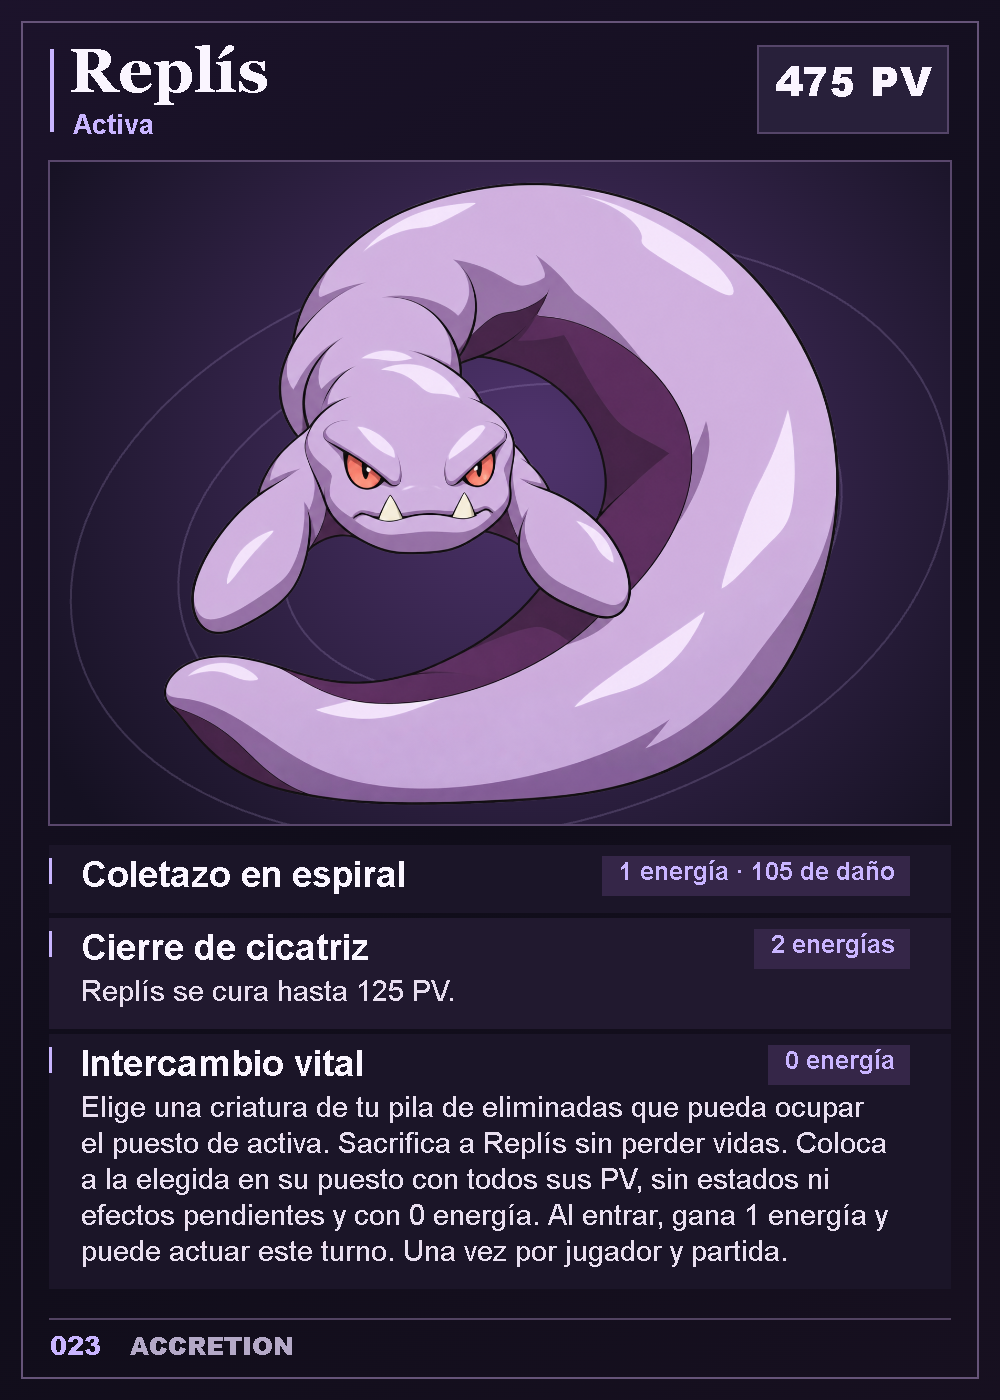 Replís
Activa
475 PV
Coletazo en espiral
1 energía · 105 de daño
Cierre de cicatriz
2 energías
Replís se cura hasta 125 PV.
Intercambio vital
0 energía
Elige una criatura de tu pila de eliminadas que pueda ocupar
el puesto de activa. Sacrifica a Replís sin perder vidas. Coloca
a la elegida en su puesto con todos sus PV, sin estados ni
efectos pendientes y con 0 energía. Al entrar, gana 1 energía y
puede actuar este turno. Una vez por jugador y partida.
023 ACCRETION